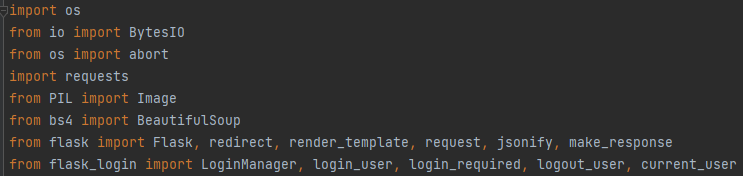 import os
from io import BytesIO
from os import abort
import requests
from PIL import Image
from bs4 import BeautifulSoup
from flask import Flask, redirect, render_template, request, jsonify, make_response
from flask_login import LoginManager, login_user, login_required, logout_user, current_user